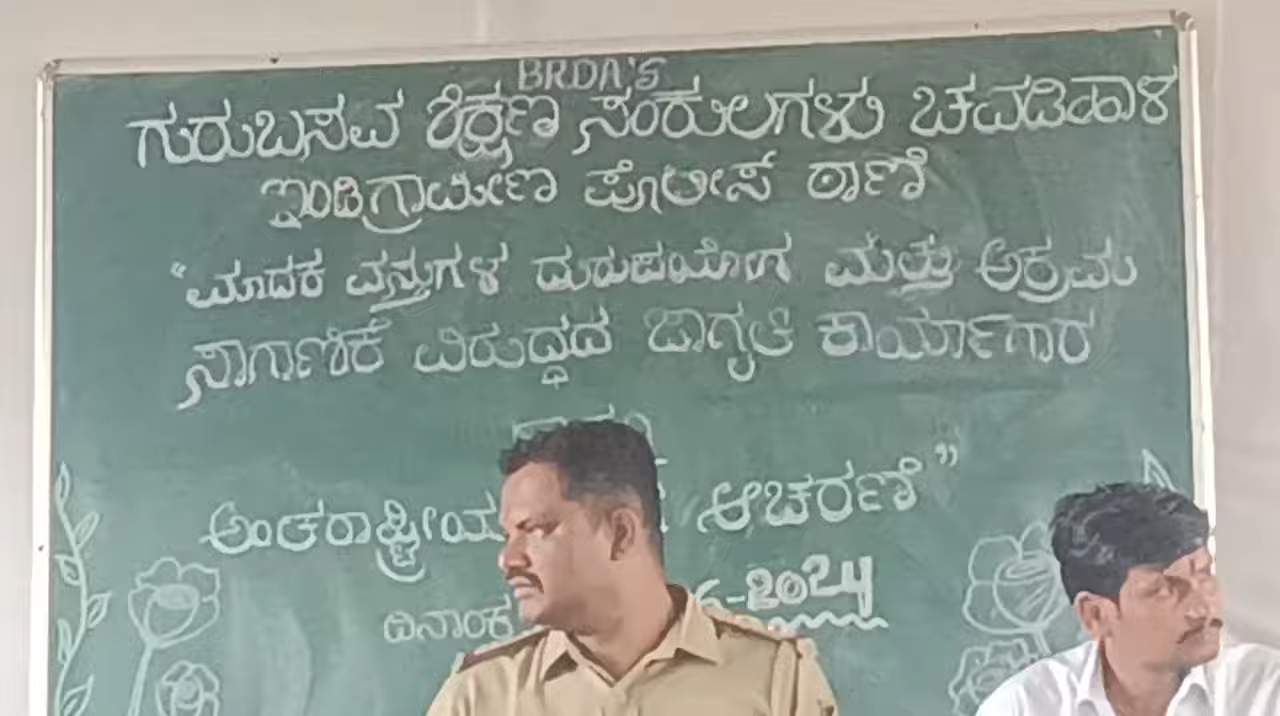 BRDA'S
ಗುರುಬಸವ ಶಿಕ್ಷಣ ಸಂಕುಲಗಳು ಚವಡಿಹಾಳ
ಇಂಡಿಗ್ರಾಮೀಣ ಪೊಲೀಸ್ ಠಾಣೆ
“ಮಾದಕ ವಸ್ತುಗಳ ದುರುಪಯೋಗ ಮತ್ತು ಅಕ್ರಮ
ಸಾಗಾಣಿಕೆ ವಿರುದ್ಧದ ಜಾಗೃತಿ ಕಾರ್ಯಾಗಾರ
ಅಂತರಾಷ್ಟ್ರೀಯ ಆಚರಣೆ”
ದಿನಾಂಕ -2024